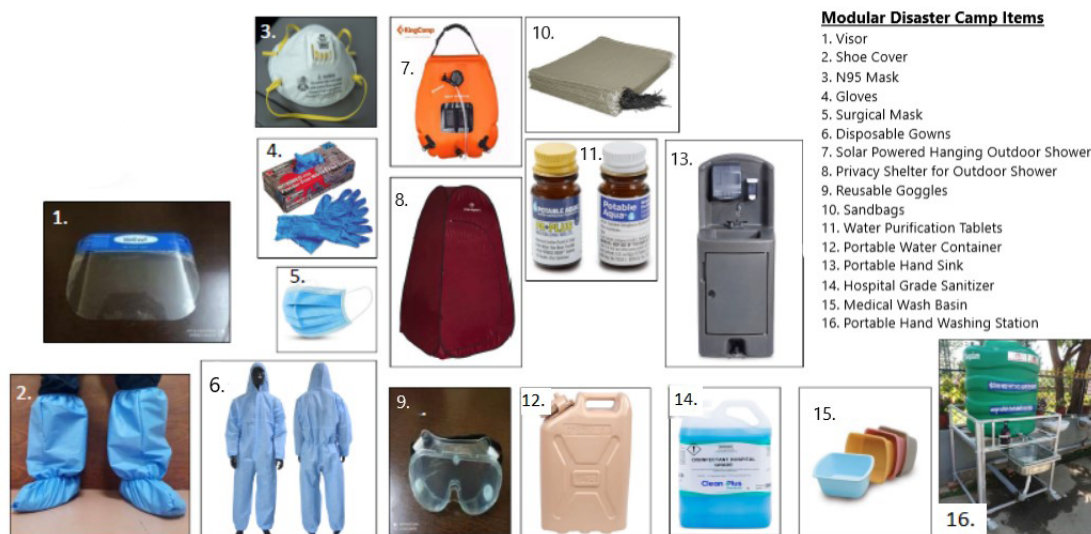 Modular Disaster Camp Items
1. Visor
2. Shoe Cover
3. N95 Mask
4. Gloves
5. Surgical Mask
6. Disposable Gowns
7. Solar Powered Hanging Outdoor Shower
8. Privacy Shelter for Outdoor Shower
9. Reusable Goggles
10. Sandbags
11. Water Purification Tablets
12. Portable Water Container
13. Portable Hand Sink
14. Hospital Grade Sanitizer
15. Medical Wash Basin
16. Portable Hand Washing Station
1.
2.
3.
4.
5.
6.
KingCamp
7.
8.
9.
10.
11.
POTABLE AQUA
PLUS
Potable
Aqua
12.
13.
14.
DISINFECTANT HOSPITAL
GRADE
Clean Plus
15.
16.